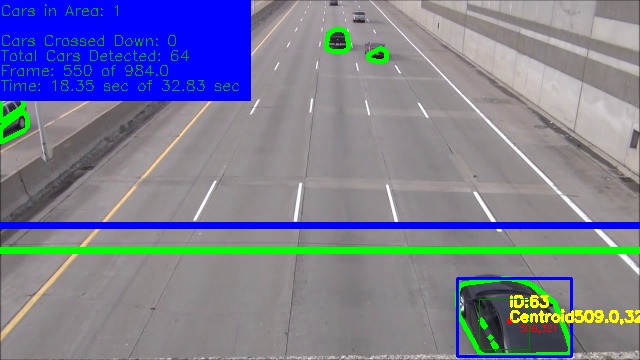 Cars in Area: 1
Cars Crossed Down: 0
Total Cars Detected: 64
Frame: 550 of 984.0
Time: 18.35 sec of 32.83 sec
ID:63
Centroid509.0,32